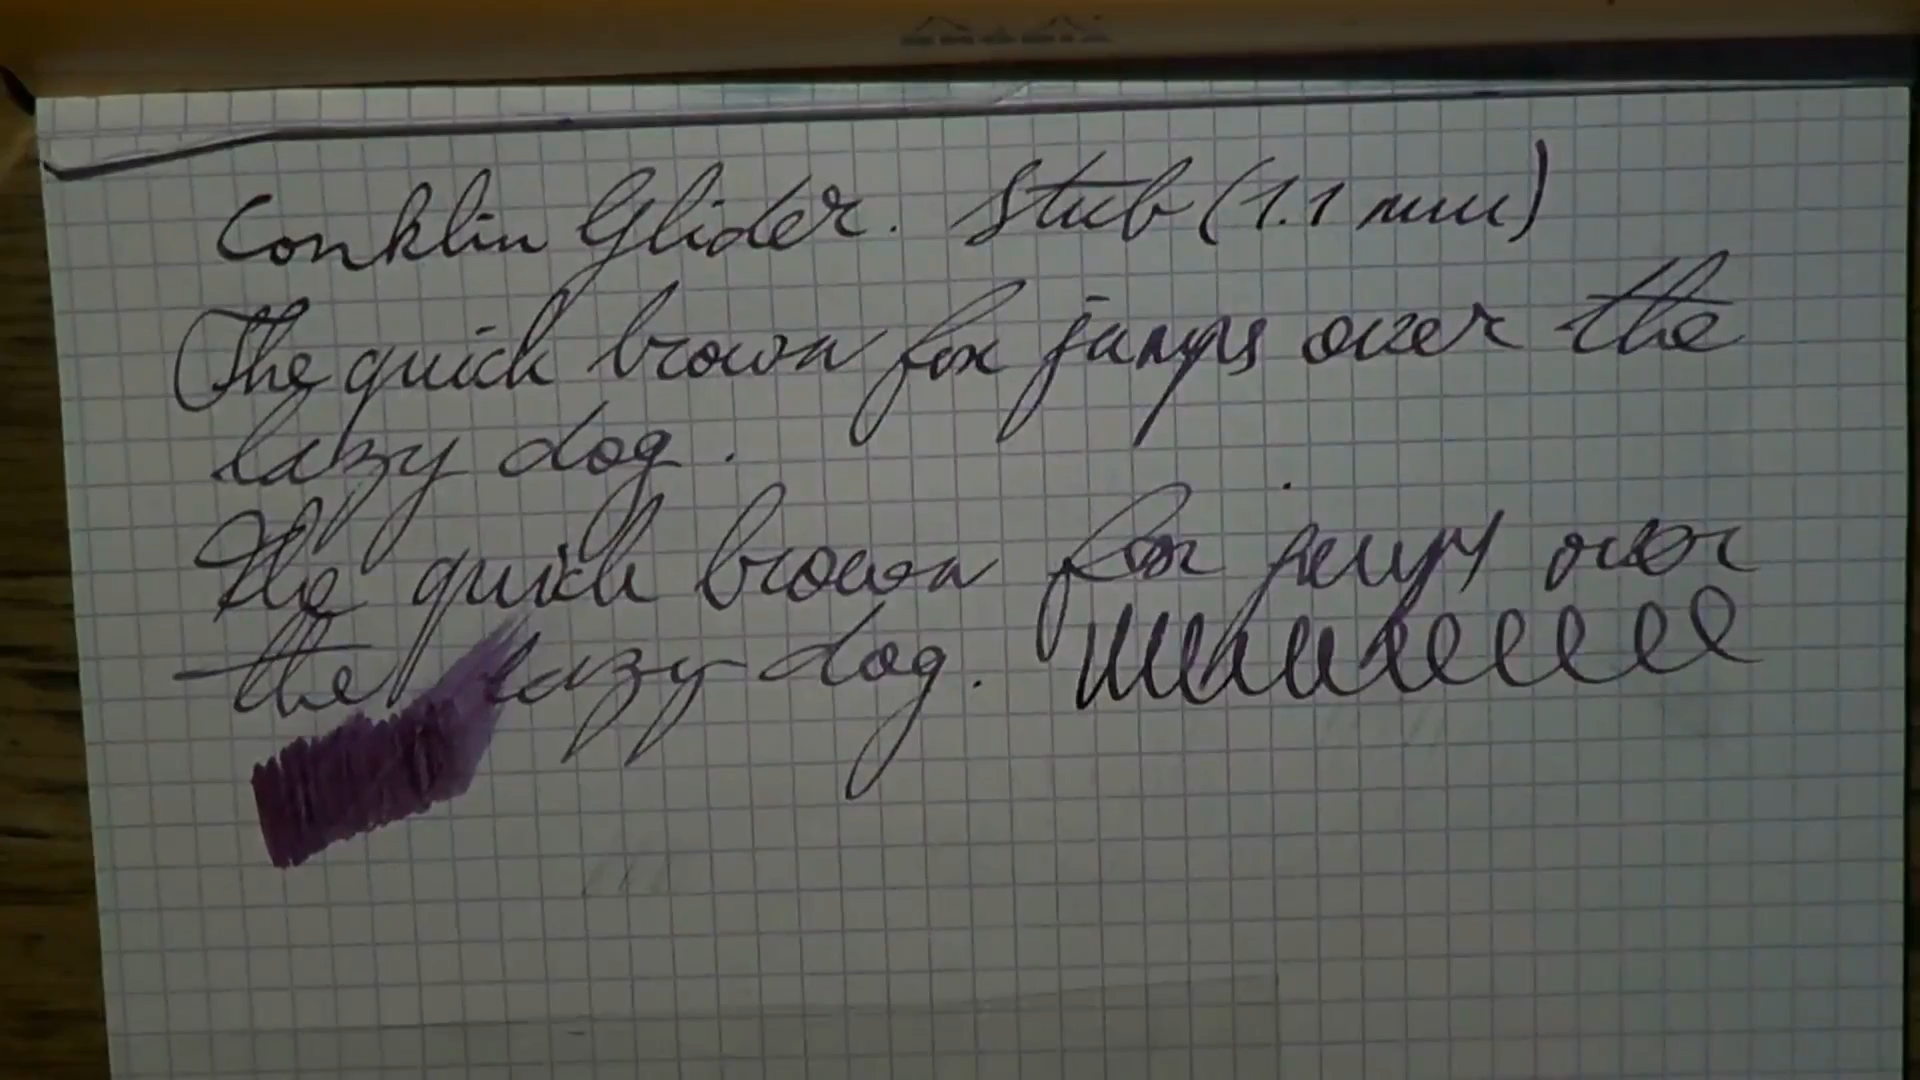 Conklin Glider. Stub (1.1 mm)
The quick brown fox jumps over the
lazy dog.
The quick brown fox jumps over
the lazy dog.